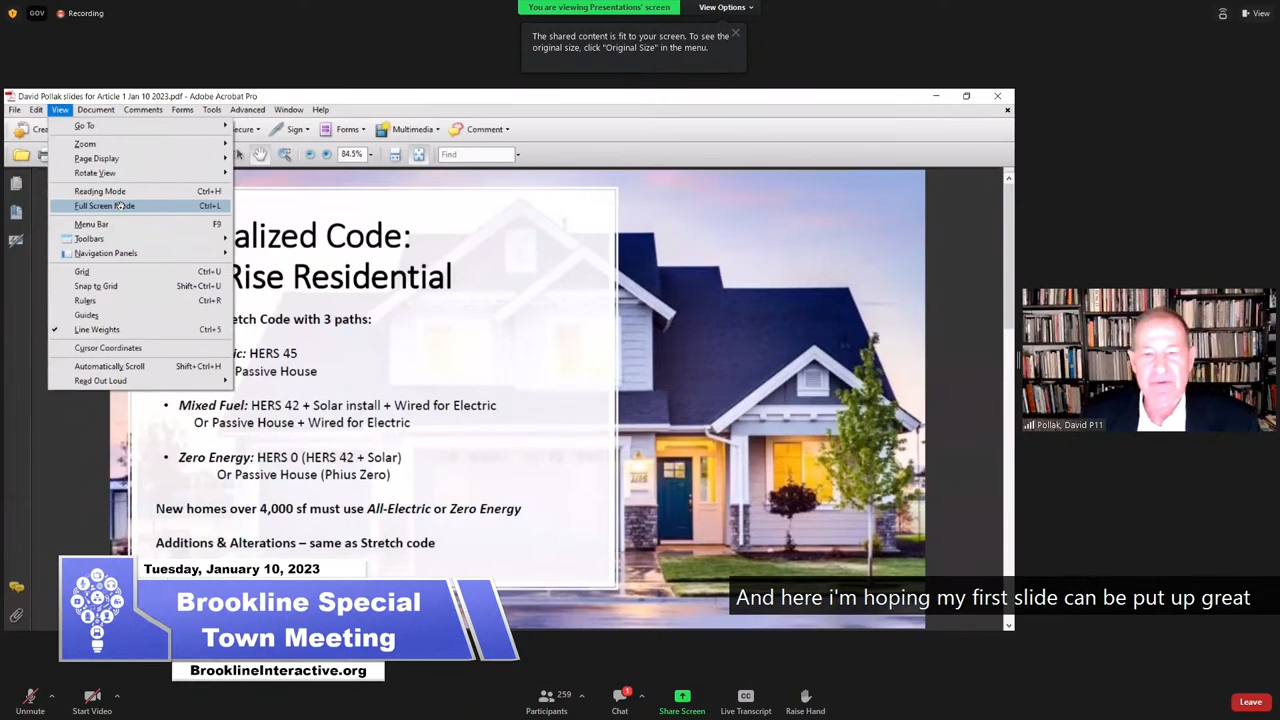 GOV
Recording
You are viewing Presentations' screen
View Options
View
The shared content is fit to your screen. To see the
original size, click "Original Size" in the menu.
David Pollak slides for Article 1 Jan 10 2023.pdf - Adobe Acrobat Pro
File Edit View Document Comments Forms Tools Advanced Window Help
Secure Sign Forms Multimedia Comment
84.5% Find
Go To
Zoom
Page Display
Rotate View
Reading Mode Ctrl+H
Full Screen Mode Ctrl+L
Menu Bar F9
Toolbars
Navigation Panels
Grid Ctrl+U
Snap to Grid Shift+Ctrl+U
Rulers Ctrl+R
Guides
Line Weights Ctrl+5
Cursor Coordinates
Automatically Scroll Shift+Ctrl+H
Read Out Loud
alized Code:
Rise Residential
tch Code with 3 paths:
ic: HERS 45
Passive House
• Mixed Fuel: HERS 42 + Solar install + Wired for Electric
Or Passive House + Wired for Electric
• Zero Energy: HERS 0 (HERS 42 + Solar)
Or Passive House (Phius Zero)
New homes over 4,000 sf must use All-Electric or Zero Energy
Additions & Alterations – same as Stretch code
Pollak, David P11
Tuesday, January 10, 2023
Brookline Special
Town Meeting
BrooklineInteractive.org
And here i'm hoping my first slide can be put up great
Unmute
Start Video
259
Participants
1
Chat
Share Screen
CC
Live Transcript
Raise Hand
Leave